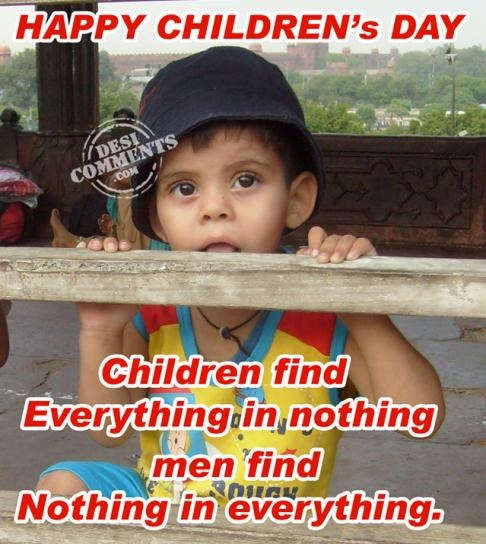 HAPPY CHILDREN's DAY
DESI
COMMENTS
.COM
Children find
Everything in nothing
men find
Nothing in everything.